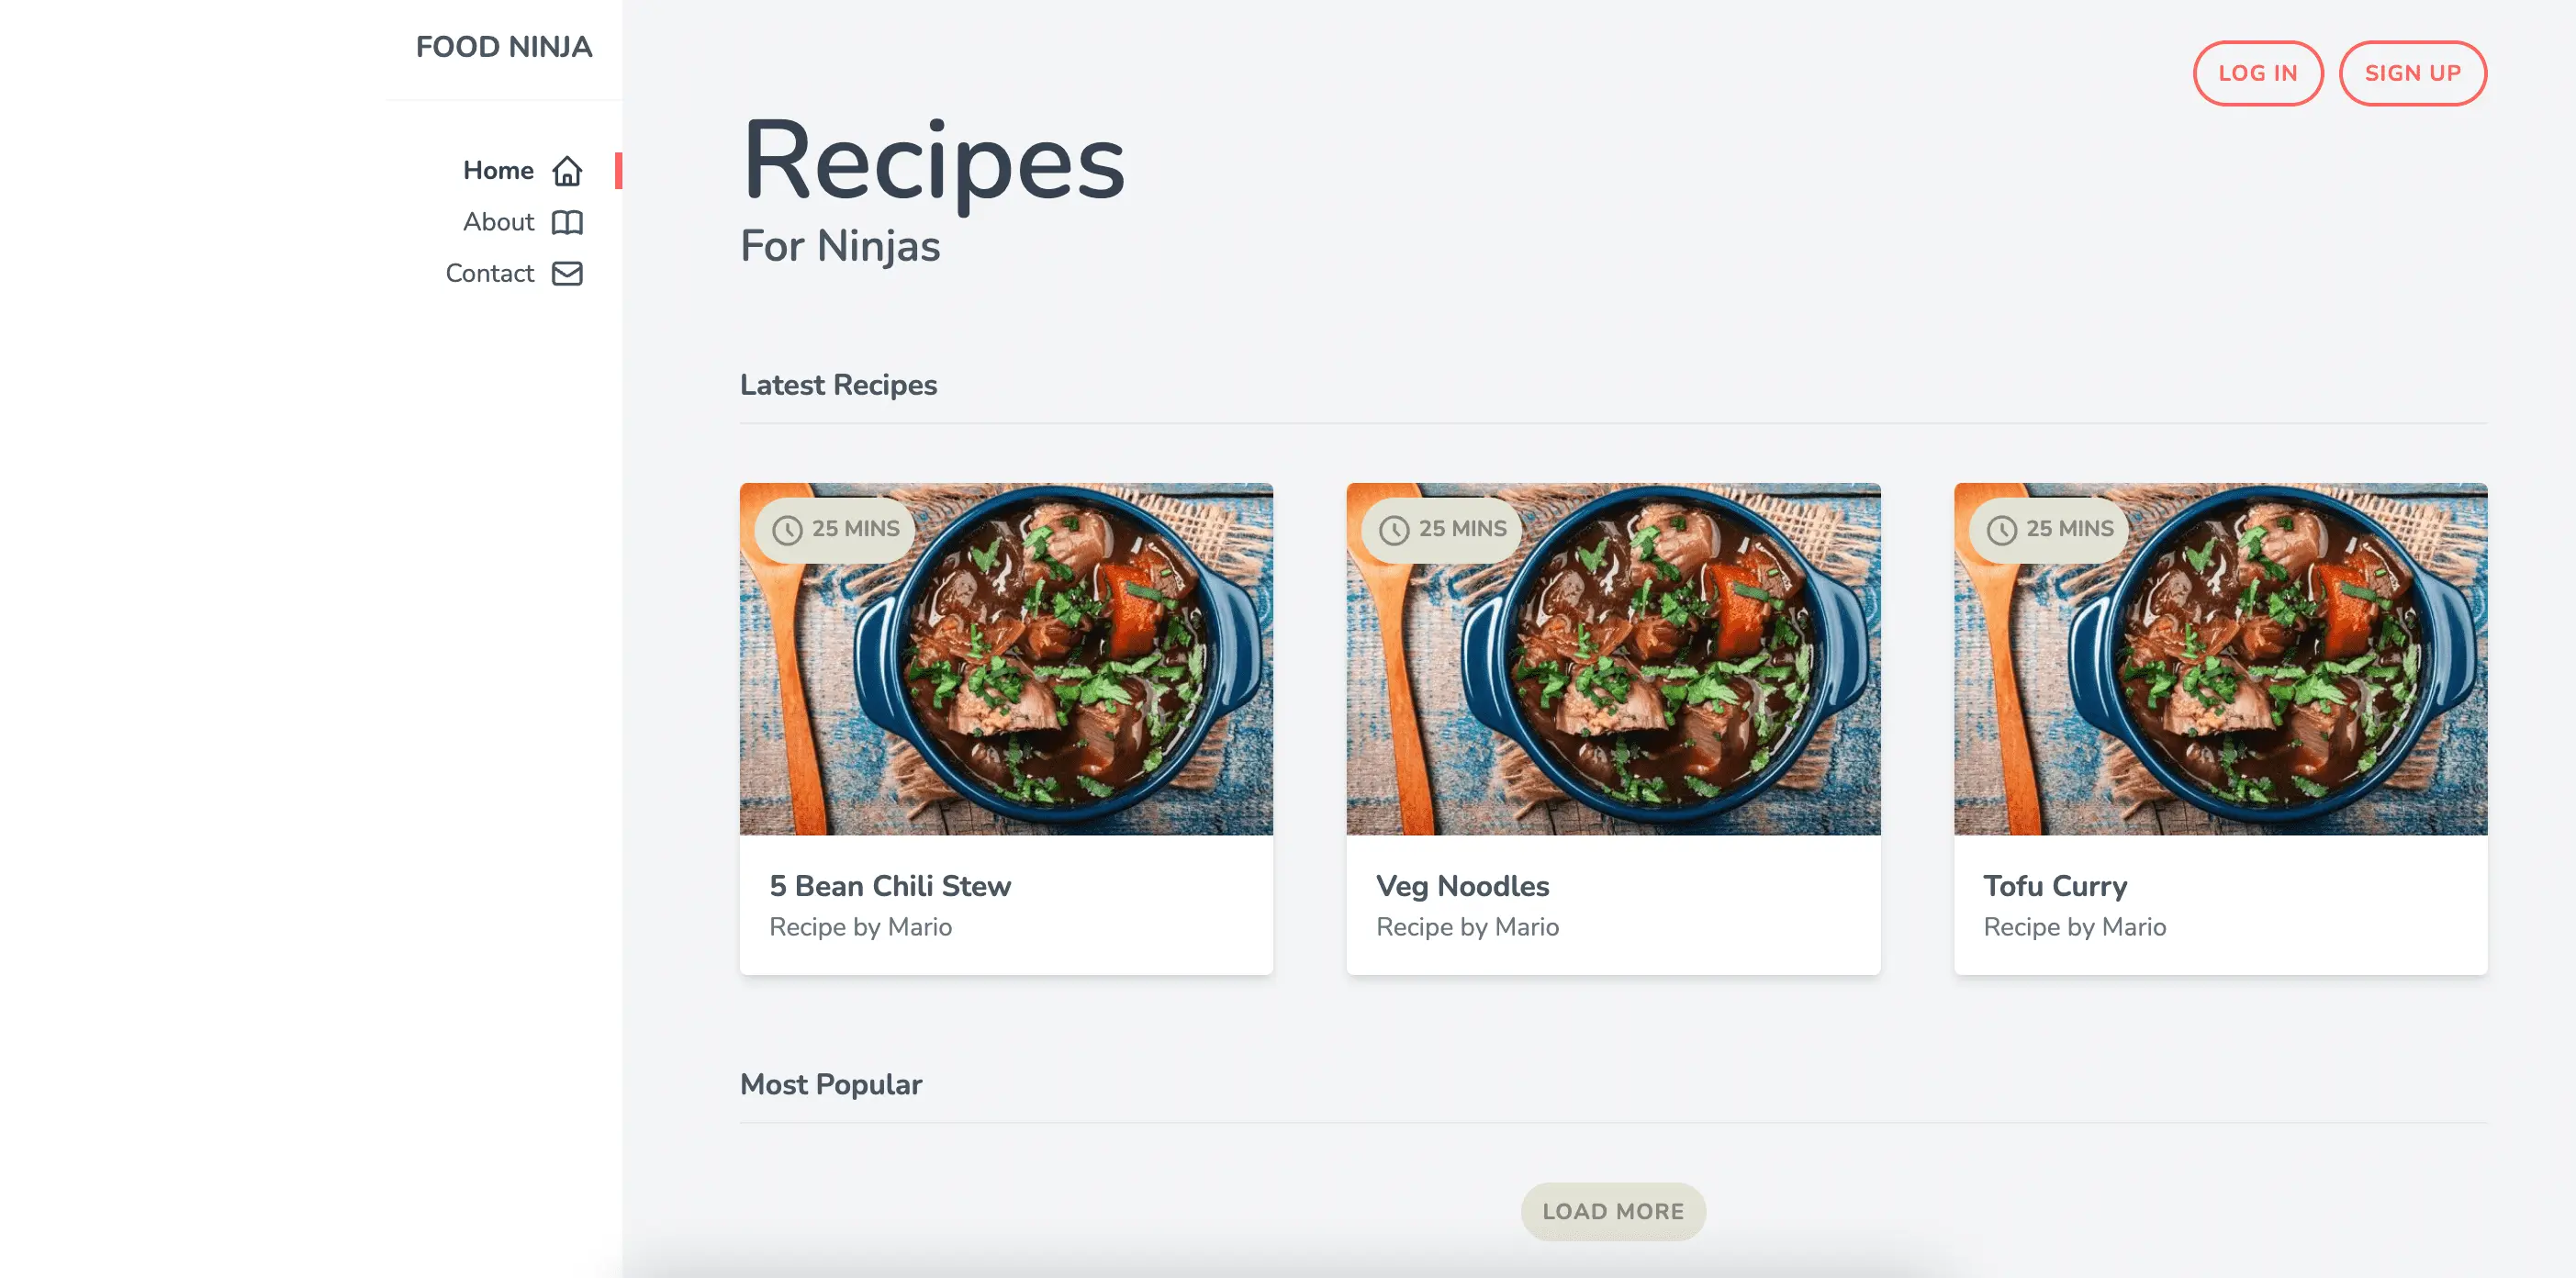 FOOD NINJA
Home
About
Contact
LOG IN
SIGN UP
Recipes
For Ninjas
Latest Recipes
25 MINS
5 Bean Chili Stew
Recipe by Mario
25 MINS
Veg Noodles
Recipe by Mario
25 MINS
Tofu Curry
Recipe by Mario
Most Popular
LOAD MORE